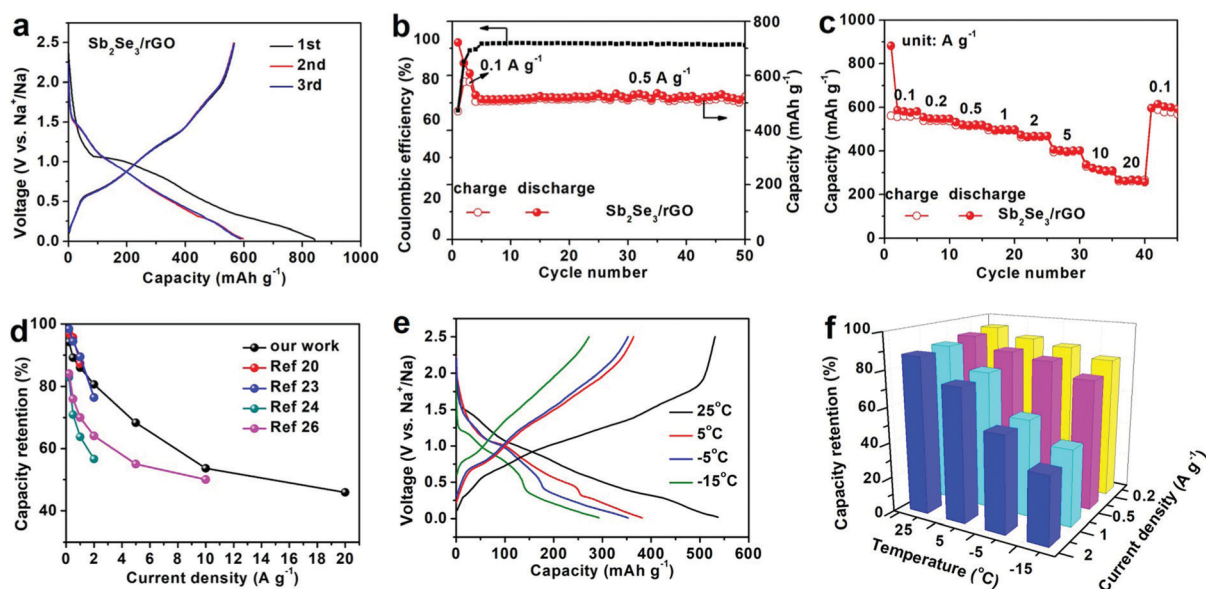 a
Sb₂Se₃/rGO
1st
2nd
3rd
2.5
2.0
1.5
1.0
0.5
0.0
Voltage (V vs. Na⁺/Na)
0 200 400 600 800 1000
Capacity (mAh g⁻¹)
b
100
80
60
40
20
0
Coulombic efficiency (%)
0.1 A g⁻¹
0.5 A g⁻¹
charge discharge
Sb₂Se₃/rGO
800
600
400
200
0
Capacity (mAh g⁻¹)
0 10 20 30 40 50
Cycle number
c
unit: A g⁻¹
1000
800
600
400
200
0
Capacity (mAh g⁻¹)
0.1 0.2 0.5 1 2 5 10 20 0.1
charge discharge
Sb₂Se₃/rGO
0 10 20 30 40
Cycle number
d
100
80
60
40
Capacity retention (%)
our work
Ref 20
Ref 23
Ref 24
Ref 26
0 2 4 6 8 10 12 14 16 18 20
Current density (A g⁻¹)
e
2.5
2.0
1.5
1.0
0.5
0.0
Voltage (V vs. Na⁺/Na)
25°C
5°C
-5°C
-15°C
0 100 200 300 400 500 600
Capacity (mAh g⁻¹)
f
100
80
60
40
20
0
Capacity retention (%)
25 5 -5 -15
Temperature (°C)
0.2
0.5
1
2
Current density (A g⁻¹)